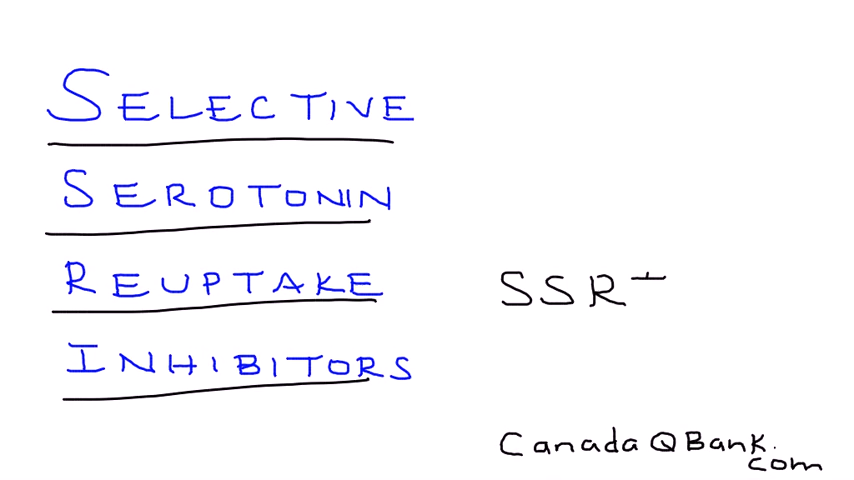 SELECTIVE
SEROTONIN
REUPTAKE
INHIBITORS
SSR
CanadaQBank.
com